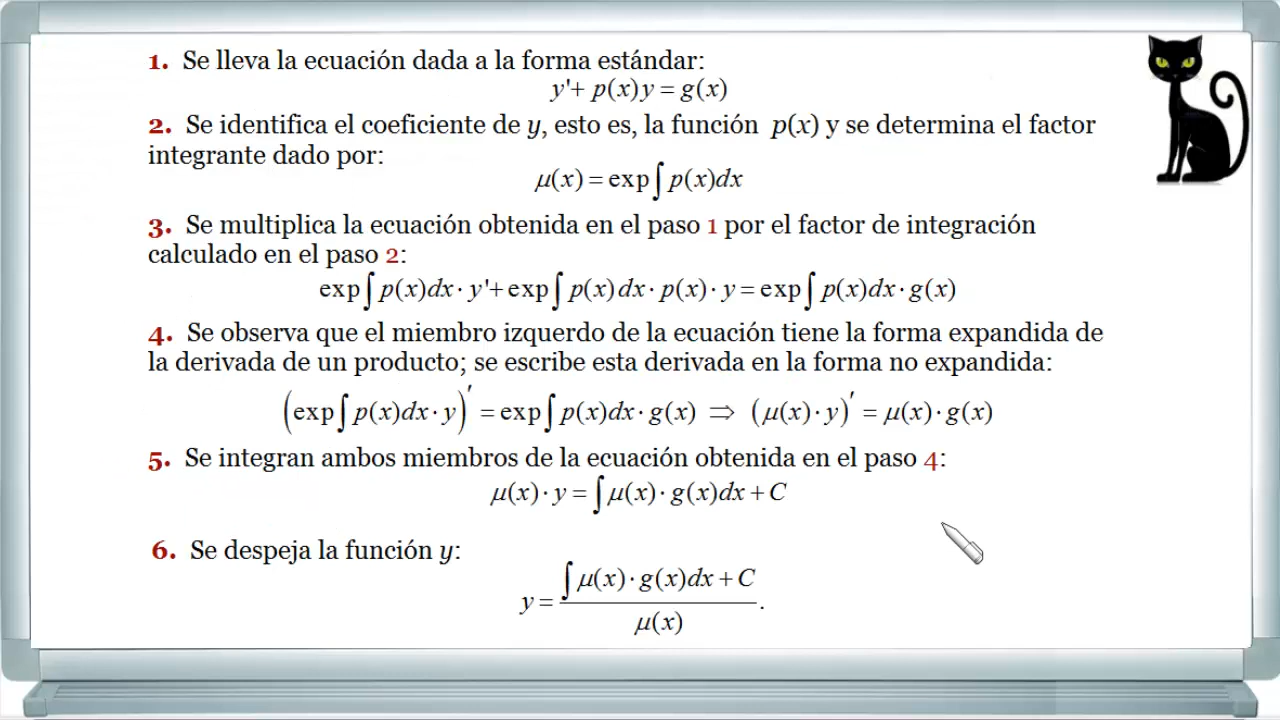 1. Se lleva la ecuación dada a la forma estándar:
y'+ p(x)y = g(x)
2. Se identifica el coeficiente de y, esto es, la función p(x) y se determina el factor
integrante dado por:
μ(x) = exp∫p(x)dx
3. Se multiplica la ecuación obtenida en el paso 1 por el factor de integración
calculado en el paso 2:
exp∫p(x)dx · y'+ exp∫p(x)dx · p(x) · y = exp∫p(x)dx · g(x)
4. Se observa que el miembro izquerdo de la ecuación tiene la forma expandida de
la derivada de un producto; se escribe esta derivada en la forma no expandida:
(exp∫p(x)dx · y)′ = exp∫p(x)dx · g(x) ⇒ (μ(x) · y)′ = μ(x) · g(x)
5. Se integran ambos miembros de la ecuación obtenida en el paso 4:
μ(x) · y = ∫μ(x) · g(x)dx + C
6. Se despeja la función y:
∫μ(x) · g(x)dx + C
y = ————— .
μ(x)